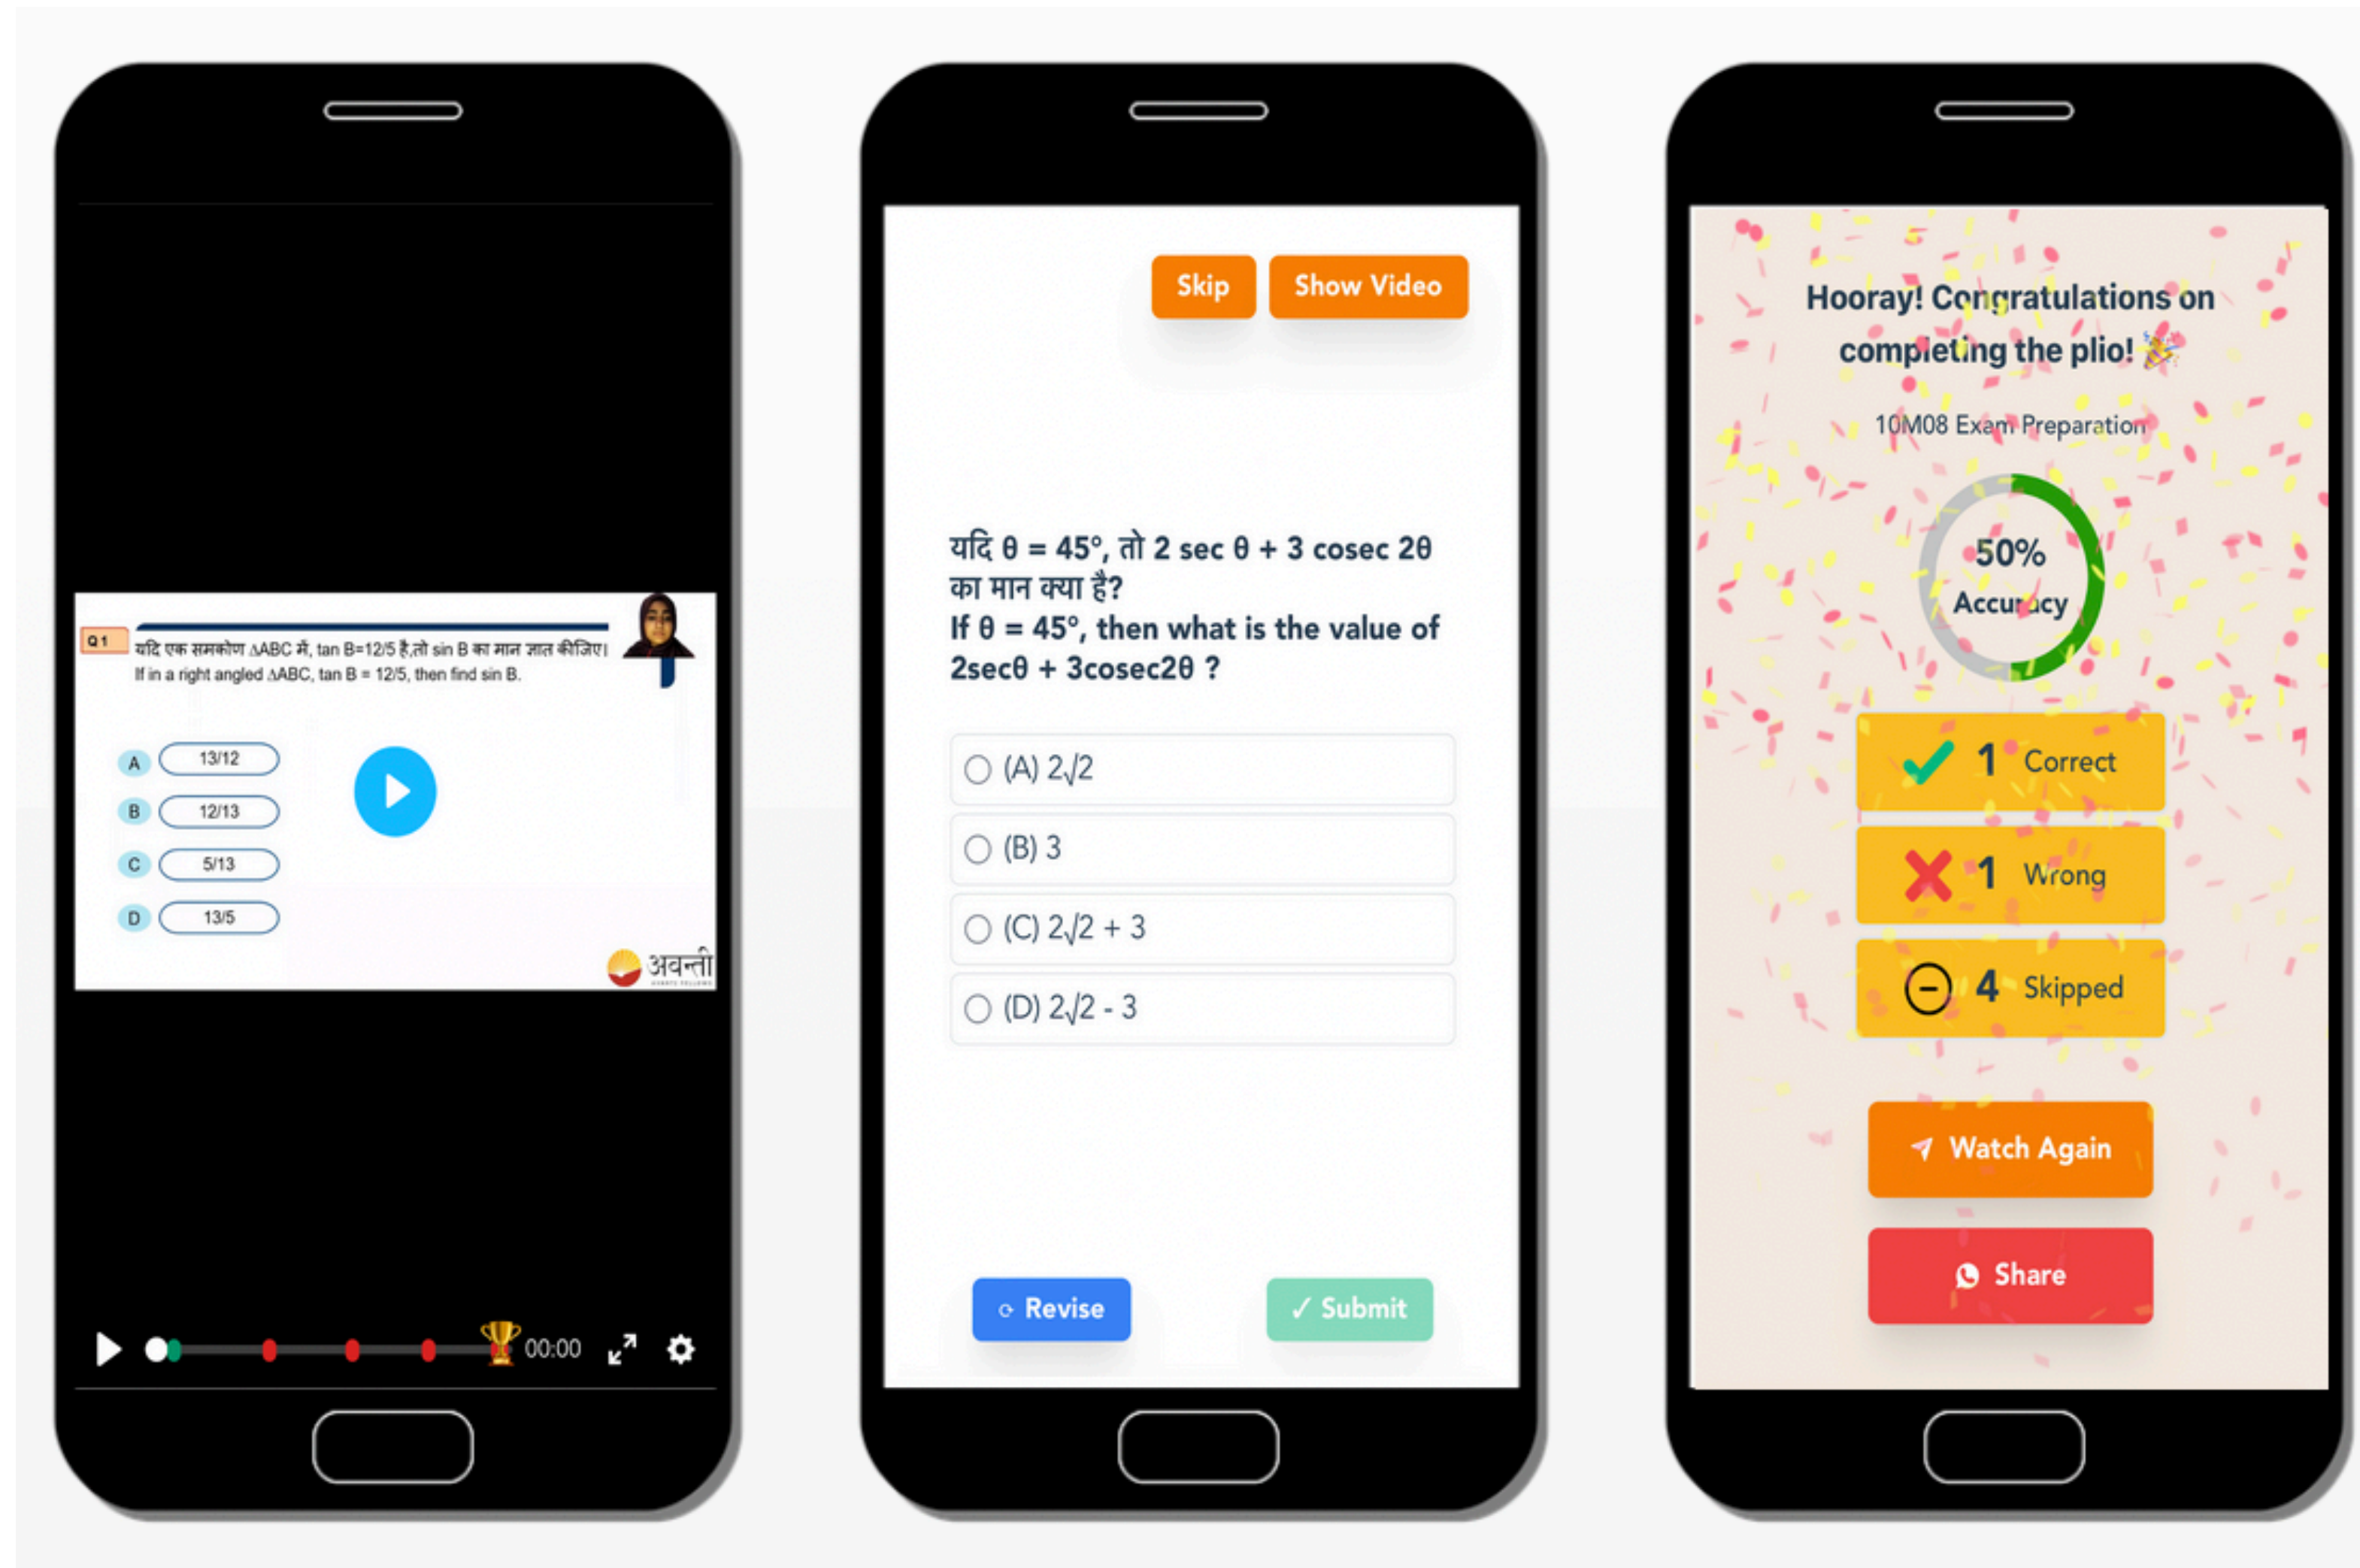 Q1
यदि एक समकोण ∆ABC में, tan B=12/5 है,तो sin B का मान ज्ञात कीजिए।
If in a right angled ∆ABC, tan B = 12/5, then find sin B.
A 13/12
B 12/13
C 5/13
D 13/5
अवन्ती
00:00
Skip Show Video
यदि θ = 45°, तो 2 sec θ + 3 cosec 2θ
का मान क्या है?
If θ = 45°, then what is the value of
2secθ + 3cosec2θ ?
(A) 2√2
(B) 3
(C) 2√2 + 3
(D) 2√2 - 3
Revise ✓ Submit
Hooray! Congratulations on
completing the plio! 🎉
10M08 Exam Preparation
50%
Accuracy
1 Correct
1 Wrong
4 Skipped
Watch Again
Share